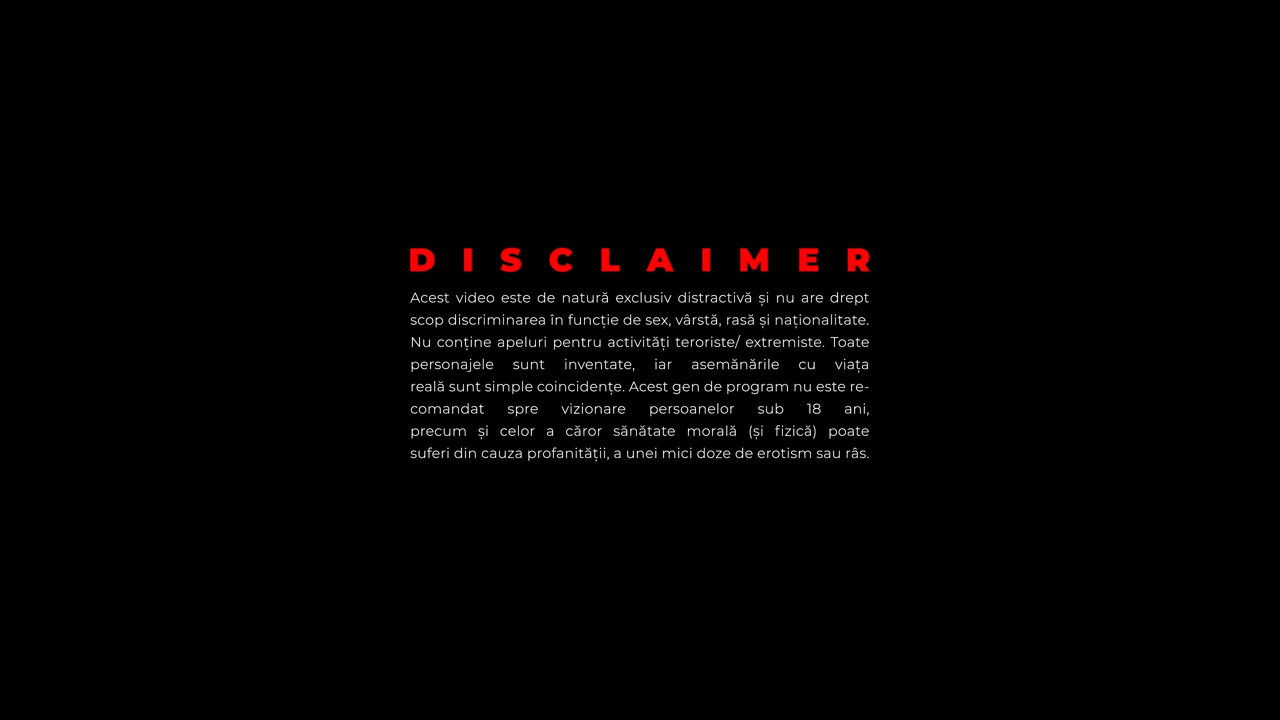 DISCLAIMER
Acest video este de natură exclusiv distractivă și nu are drept
scop discriminarea în funcție de sex, vârstă, rasă și naționalitate.
Nu conține apeluri pentru activități teroriste/ extremiste. Toate
personajele sunt inventate, iar asemănările cu viața
reală sunt simple coincidențe. Acest gen de program nu este re-
comandat spre vizionare persoanelor sub 18 ani,
precum și celor a căror sănătate morală (și fizică) poate
suferi din cauza profanității, a unei mici doze de erotism sau râs.